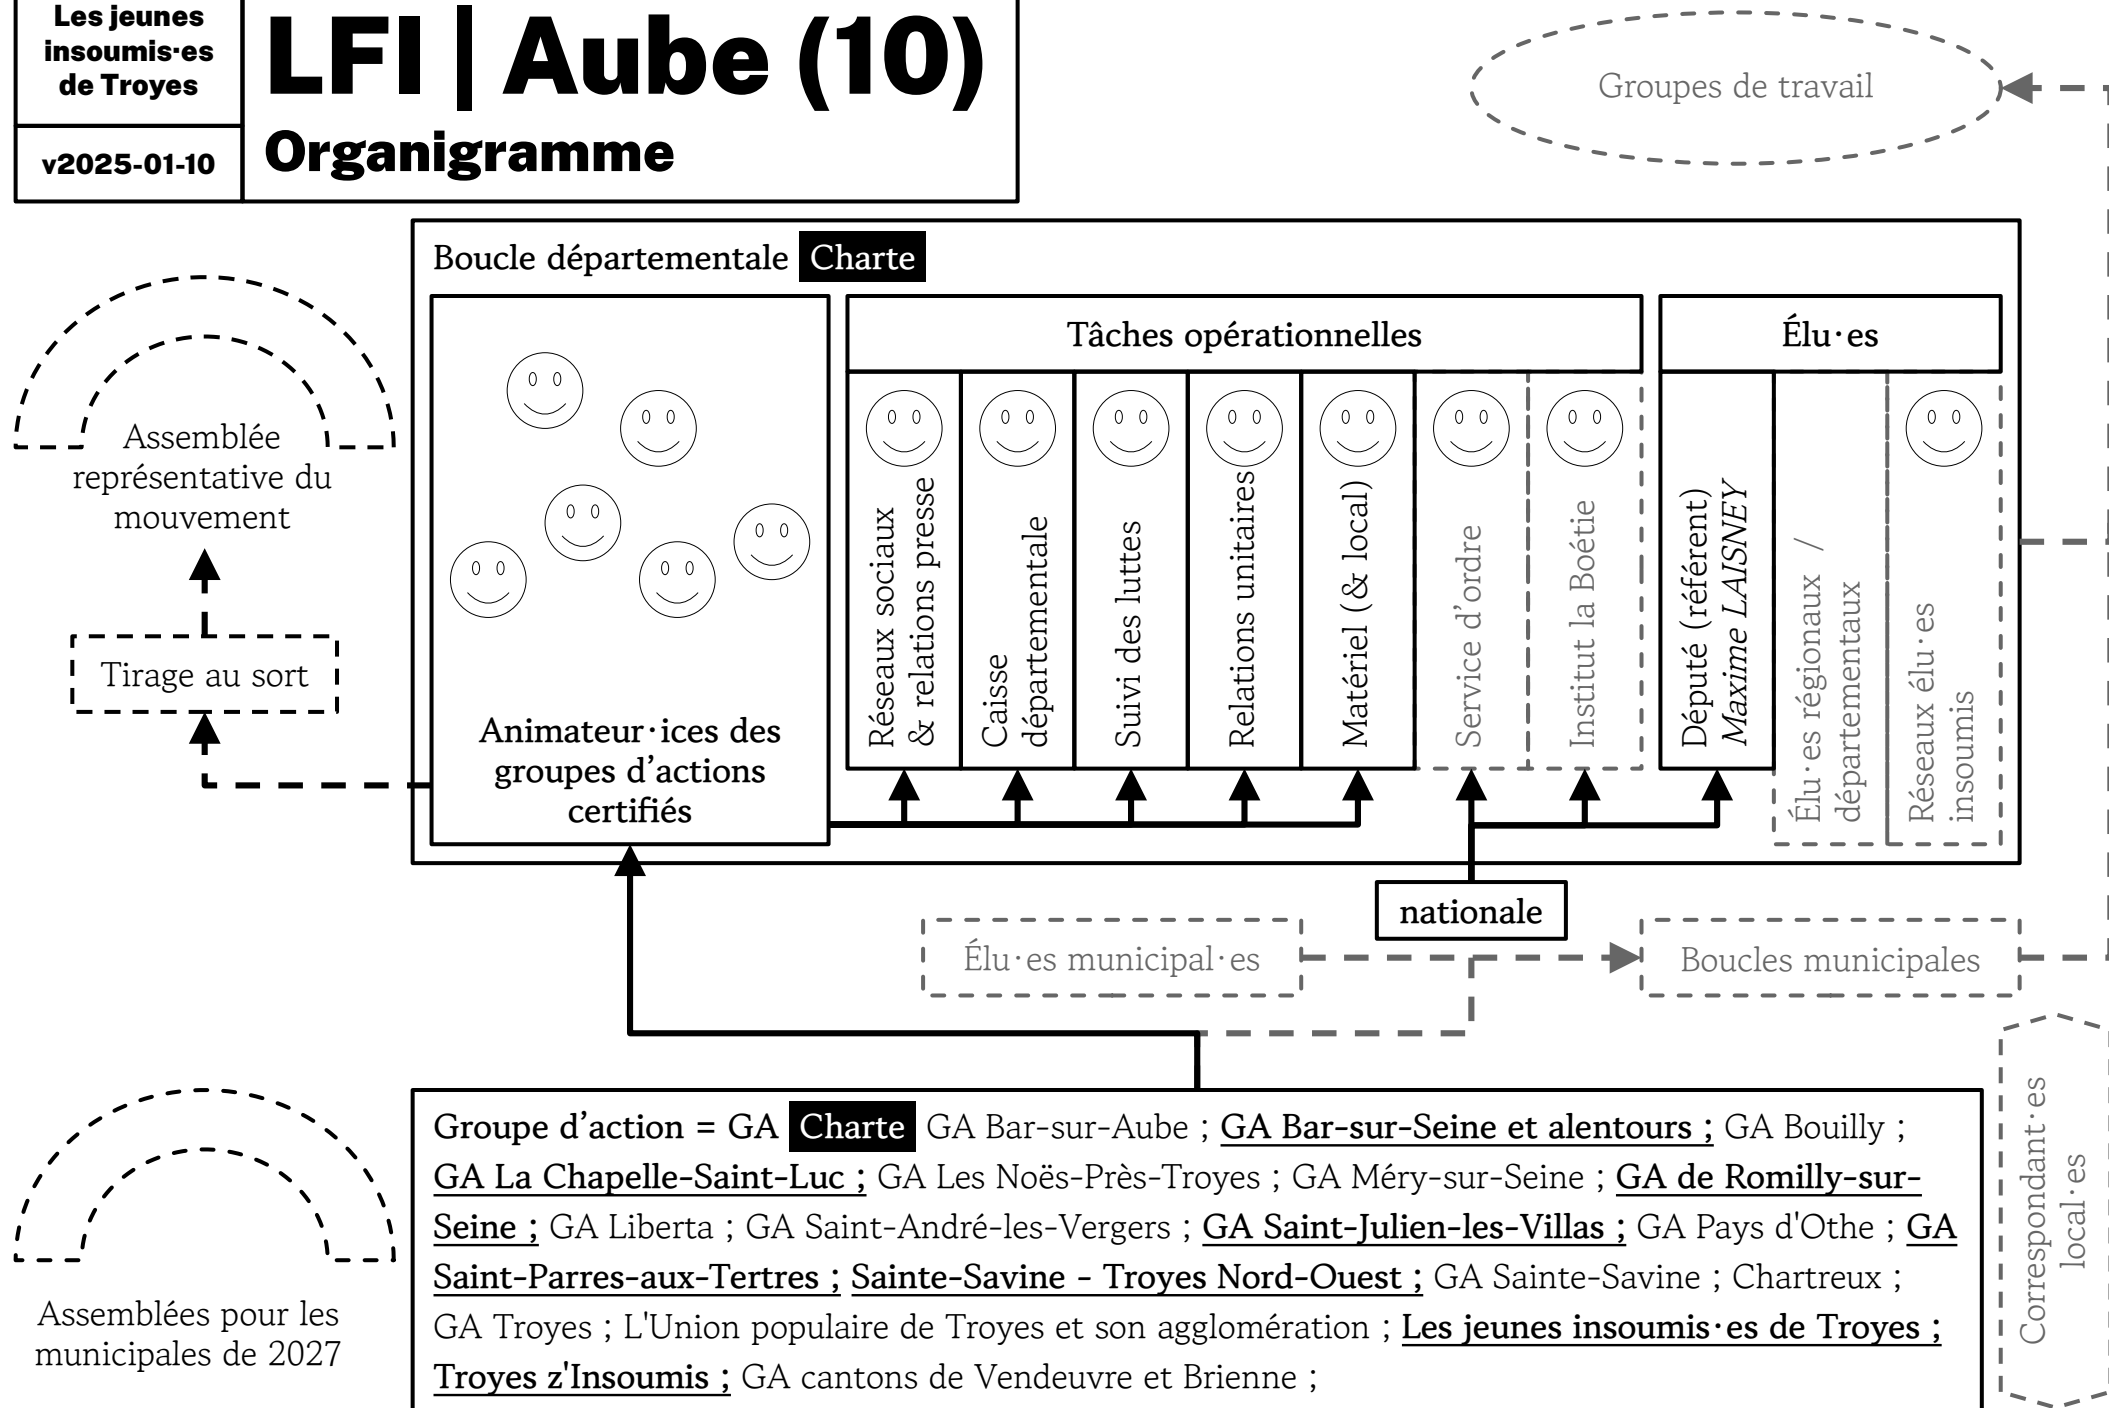 Les jeunes
insoumis·es
de Troyes
v2025-01-10
LFI | Aube (10)
Organigramme
Groupes de travail
Boucle départementale Charte
Tâches opérationnelles
Élu·es
Assemblée
représentative du
mouvement
Tirage au sort
Animateur·ices des
groupes d'actions
certifiés
Réseaux sociaux
& relations presse
Caisse
départementale
Suivi des luttes
Relations unitaires
Matériel (& local)
Service d'ordre
Institut la Boétie
Député (référent)
Maxime LAISNEY
Élu·es régionaux /
départementaux
Réseaux élu·es
insoumis
nationale
Élu·es municipal·es
Boucles municipales
Groupe d'action = GA Charte GA Bar-sur-Aube ; GA Bar-sur-Seine et alentours ; GA Bouilly ;
GA La Chapelle-Saint-Luc ; GA Les Noës-Près-Troyes ; GA Méry-sur-Seine ; GA de Romilly-sur-
Seine ; GA Liberta ; GA Saint-André-les-Vergers ; GA Saint-Julien-les-Villas ; GA Pays d'Othe ; GA
Saint-Parres-aux-Tertres ; Sainte-Savine - Troyes Nord-Ouest ; GA Sainte-Savine ; Chartreux ;
GA Troyes ; L'Union populaire de Troyes et son agglomération ; Les jeunes insoumis·es de Troyes ;
Troyes z'Insoumis ; GA cantons de Vendeuvre et Brienne ;
Assemblées pour les
municipales de 2027
Correspondant·es
local·es